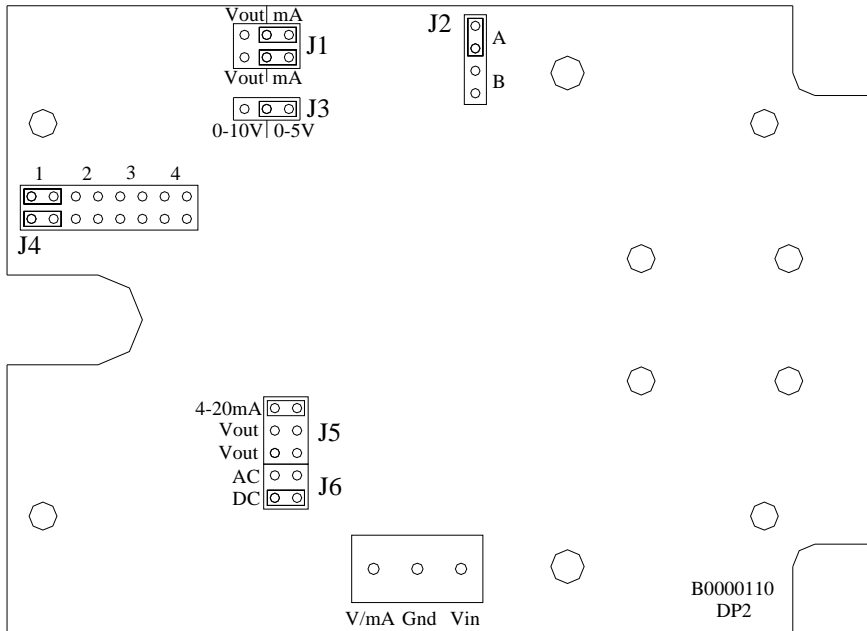 Vout mA
J1
Vout mA
J2
A
B
J3
0-10V 0-5V
1 2 3 4
J4
4-20mA
Vout
J5
Vout
AC
J6
DC
V/mA Gnd Vin
B0000110
DP2